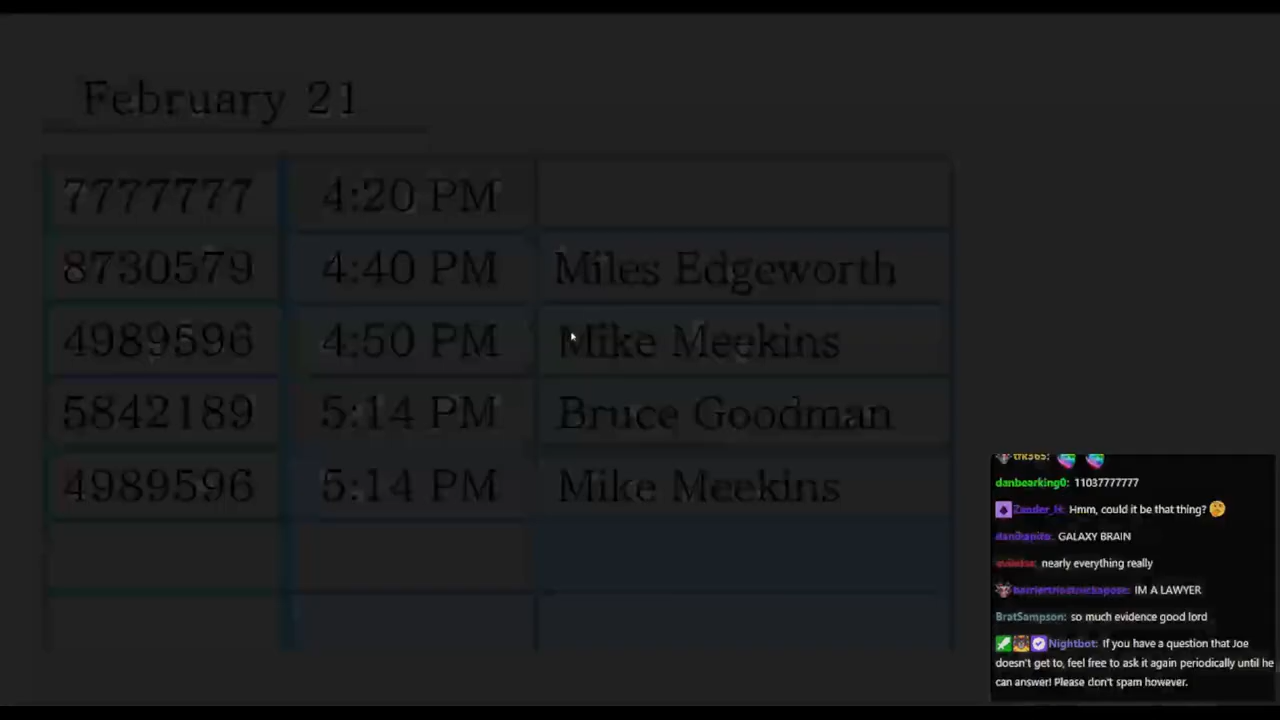 February 21
7777777 4:20 PM
8730579 4:40 PM Miles Edgeworth
4989596 4:50 PM Mike Meekins
5842189 5:14 PM Bruce Goodman
4989596 5:14 PM Mike Meekins
trk365:
danbearking0: 11037777777
Zander_H: Hmm, could it be that thing?
GALAXY BRAIN
nearly everything really
IM A LAWYER
BratSampson: so much evidence good lord
Nightbot: If you have a question that Joe
doesn't get to, feel free to ask it again periodically until he
can answer! Please don't spam however.